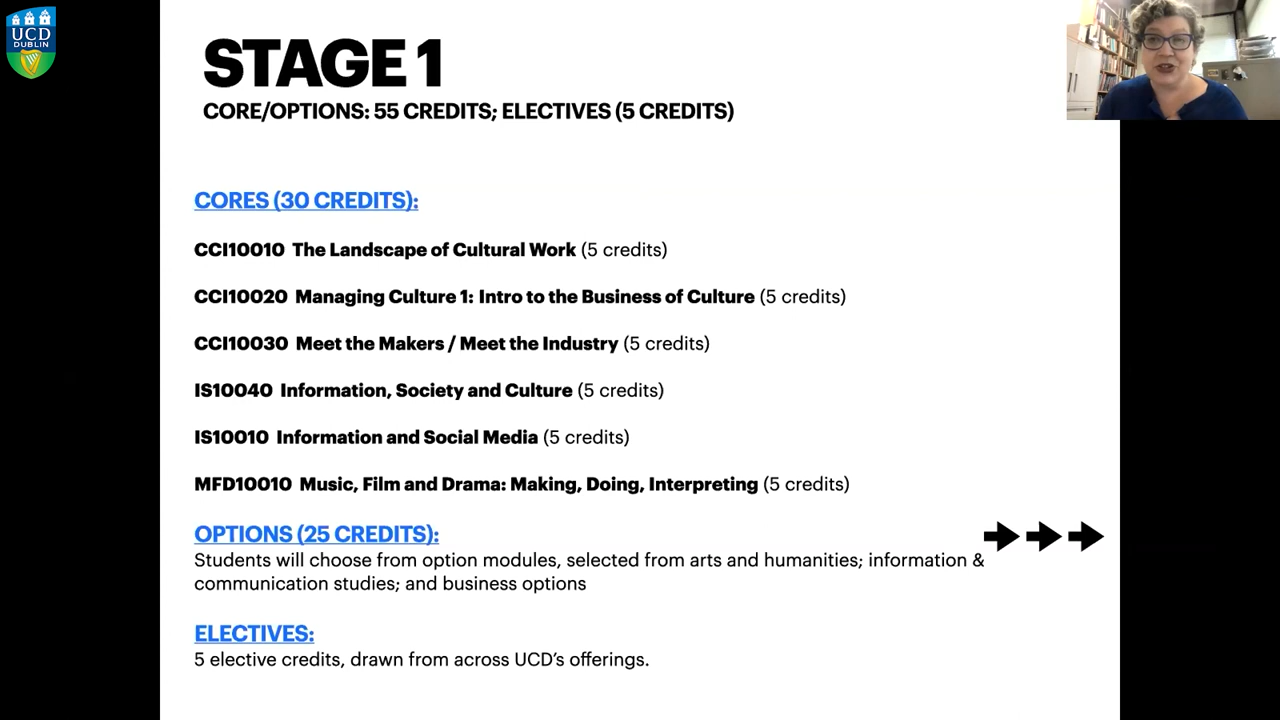 UCD
DUBLIN
STAGE 1
CORE/OPTIONS: 55 CREDITS; ELECTIVES (5 CREDITS)
CORES (30 CREDITS):
CCI10010 The Landscape of Cultural Work (5 credits)
CCI10020 Managing Culture 1: Intro to the Business of Culture (5 credits)
CCI10030 Meet the Makers / Meet the Industry (5 credits)
IS10040 Information, Society and Culture (5 credits)
IS10010 Information and Social Media (5 credits)
MFD10010 Music, Film and Drama: Making, Doing, Interpreting (5 credits)
OPTIONS (25 CREDITS):
Students will choose from option modules, selected from arts and humanities; information &
communication studies; and business options
ELECTIVES:
5 elective credits, drawn from across UCD’s offerings.